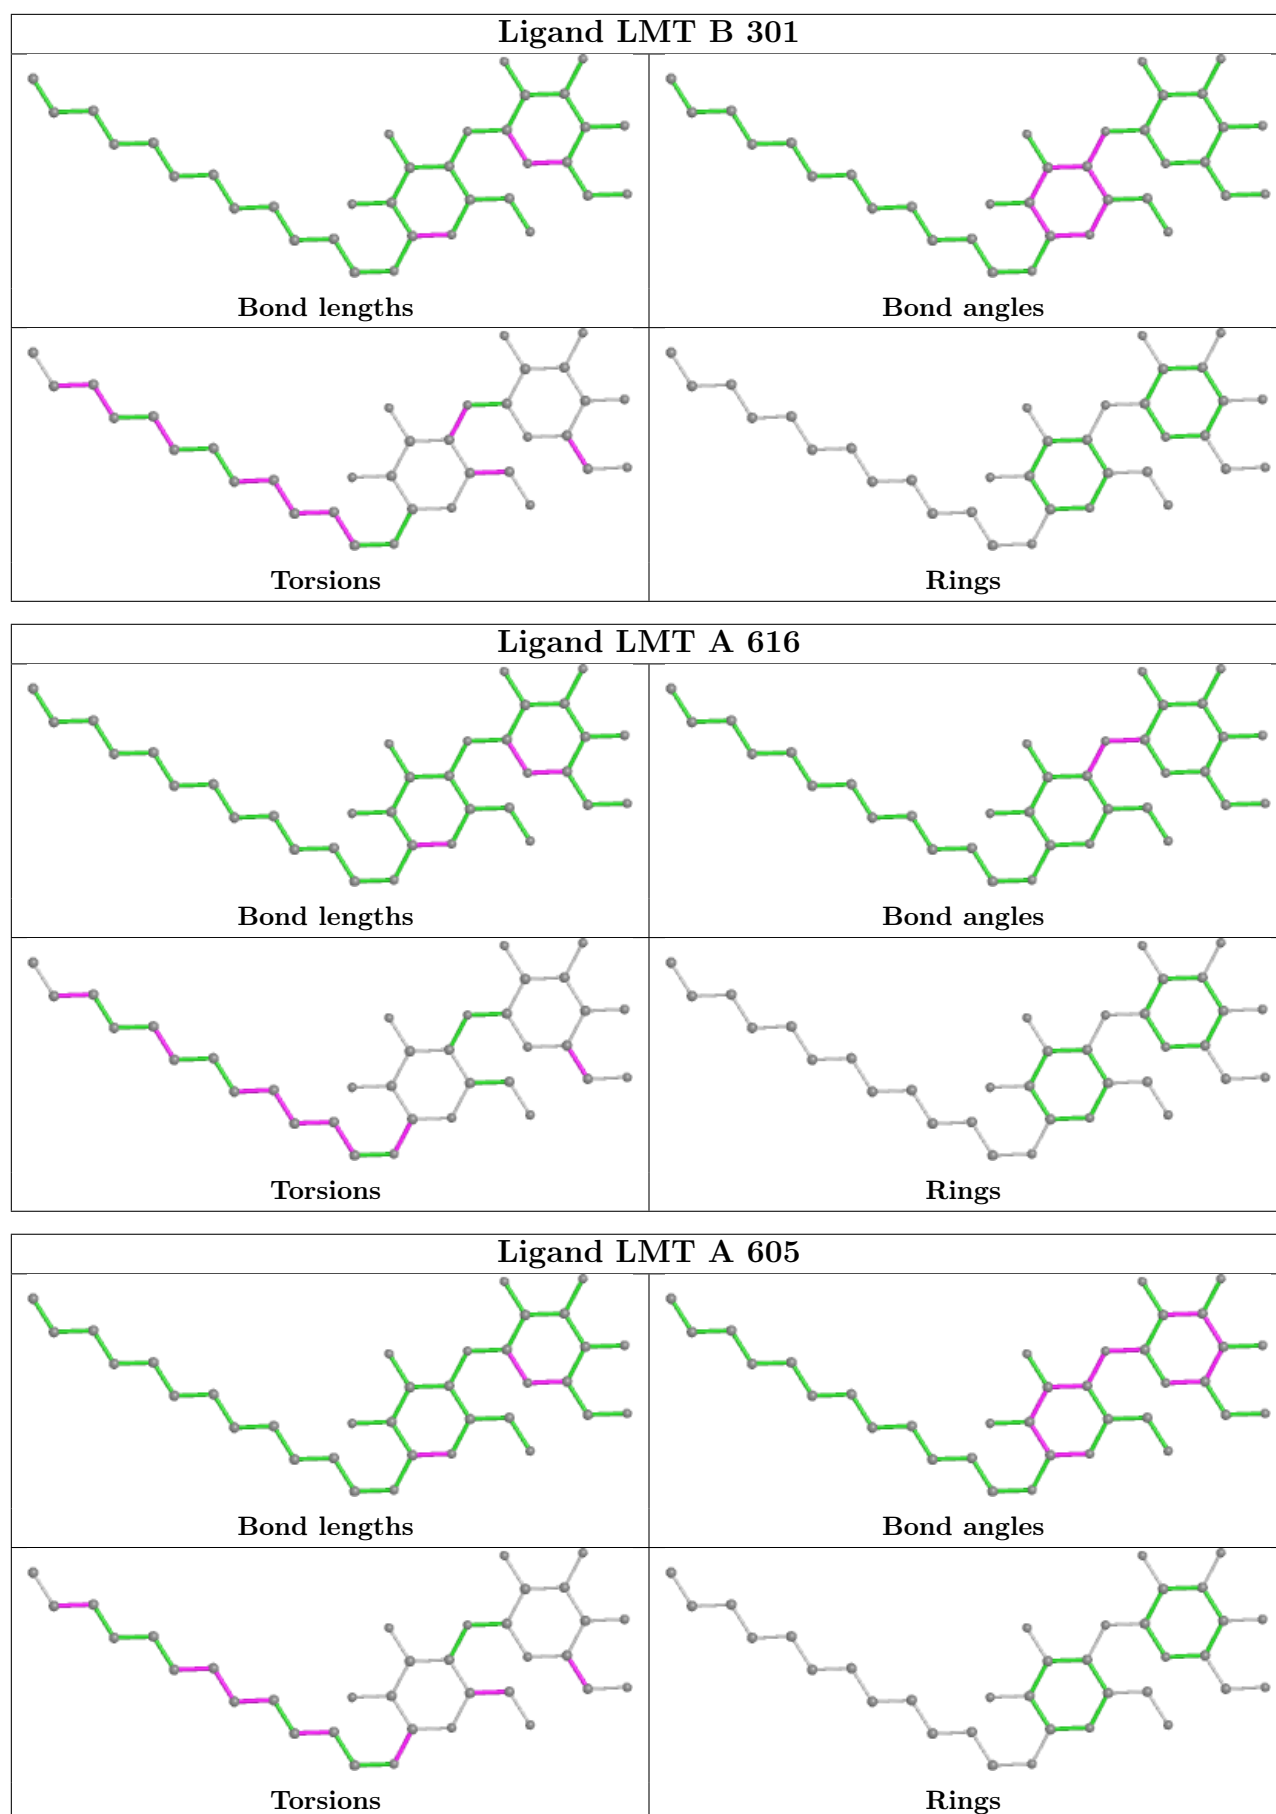 Ligand LMT B 301
Bond lengths
Bond angles
Torsions
Rings
Ligand LMT A 616
Bond lengths
Bond angles
Torsions
Rings
Ligand LMT A 605
Bond lengths
Bond angles
Torsions
Rings